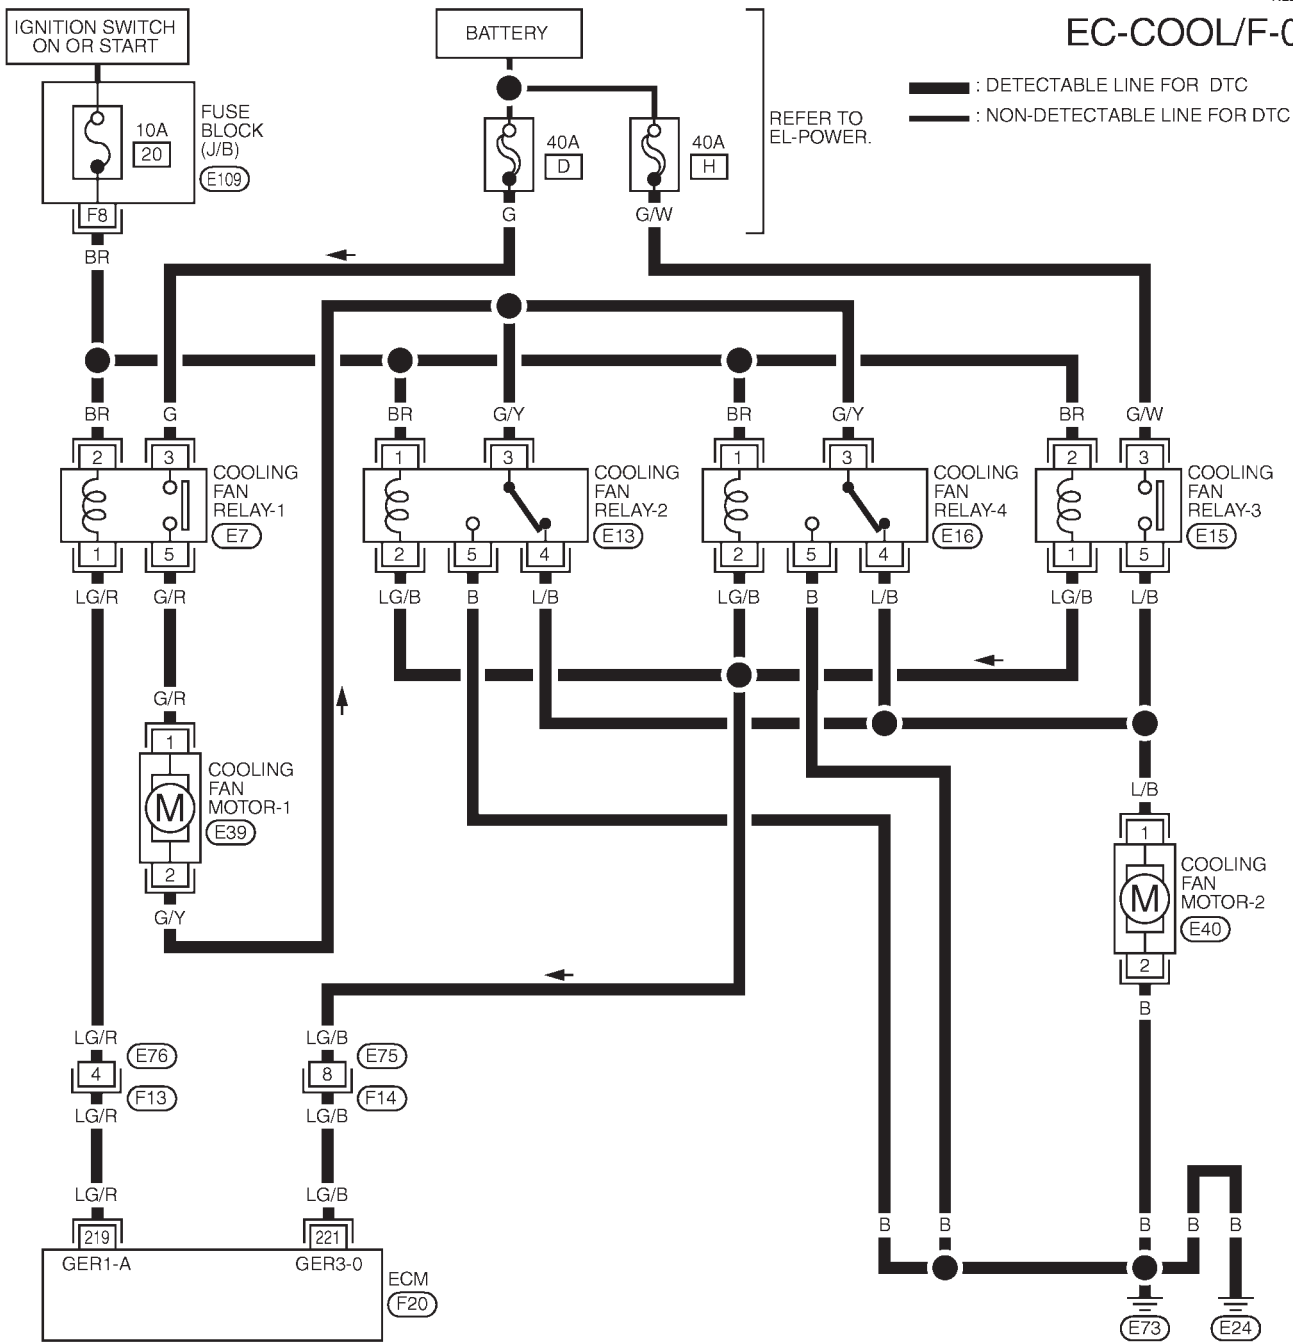 EC-COOL/F-0
IGNITION SWITCH
ON OR START
BATTERY
: DETECTABLE LINE FOR DTC
: NON-DETECTABLE LINE FOR DTC
REFER TO
EL-POWER.
10A
20
FUSE
BLOCK
(J/B)
E109
F8
40A
D
40A
H
G
G/W
BR
BR
G
BR
G/Y
BR
G/Y
BR
G/W
2
3
1
3
1
3
2
3
COOLING
FAN
RELAY-1
E7
COOLING
FAN
RELAY-2
E13
COOLING
FAN
RELAY-4
E16
COOLING
FAN
RELAY-3
E15
1
5
2
5
4
2
5
4
1
5
LG/R
G/R
LG/B
B
L/B
LG/B
B
L/B
LG/B
L/B
G/R
1
M
COOLING
FAN
MOTOR-1
E39
2
G/Y
L/B
1
M
COOLING
FAN
MOTOR-2
E40
2
B
LG/R
E76
4
F13
LG/R
LG/B
E75
8
F14
LG/B
LG/R
LG/B
219
221
GER1-A
GER3-0
ECM
F20
B
B
B
B
B
E73
E24